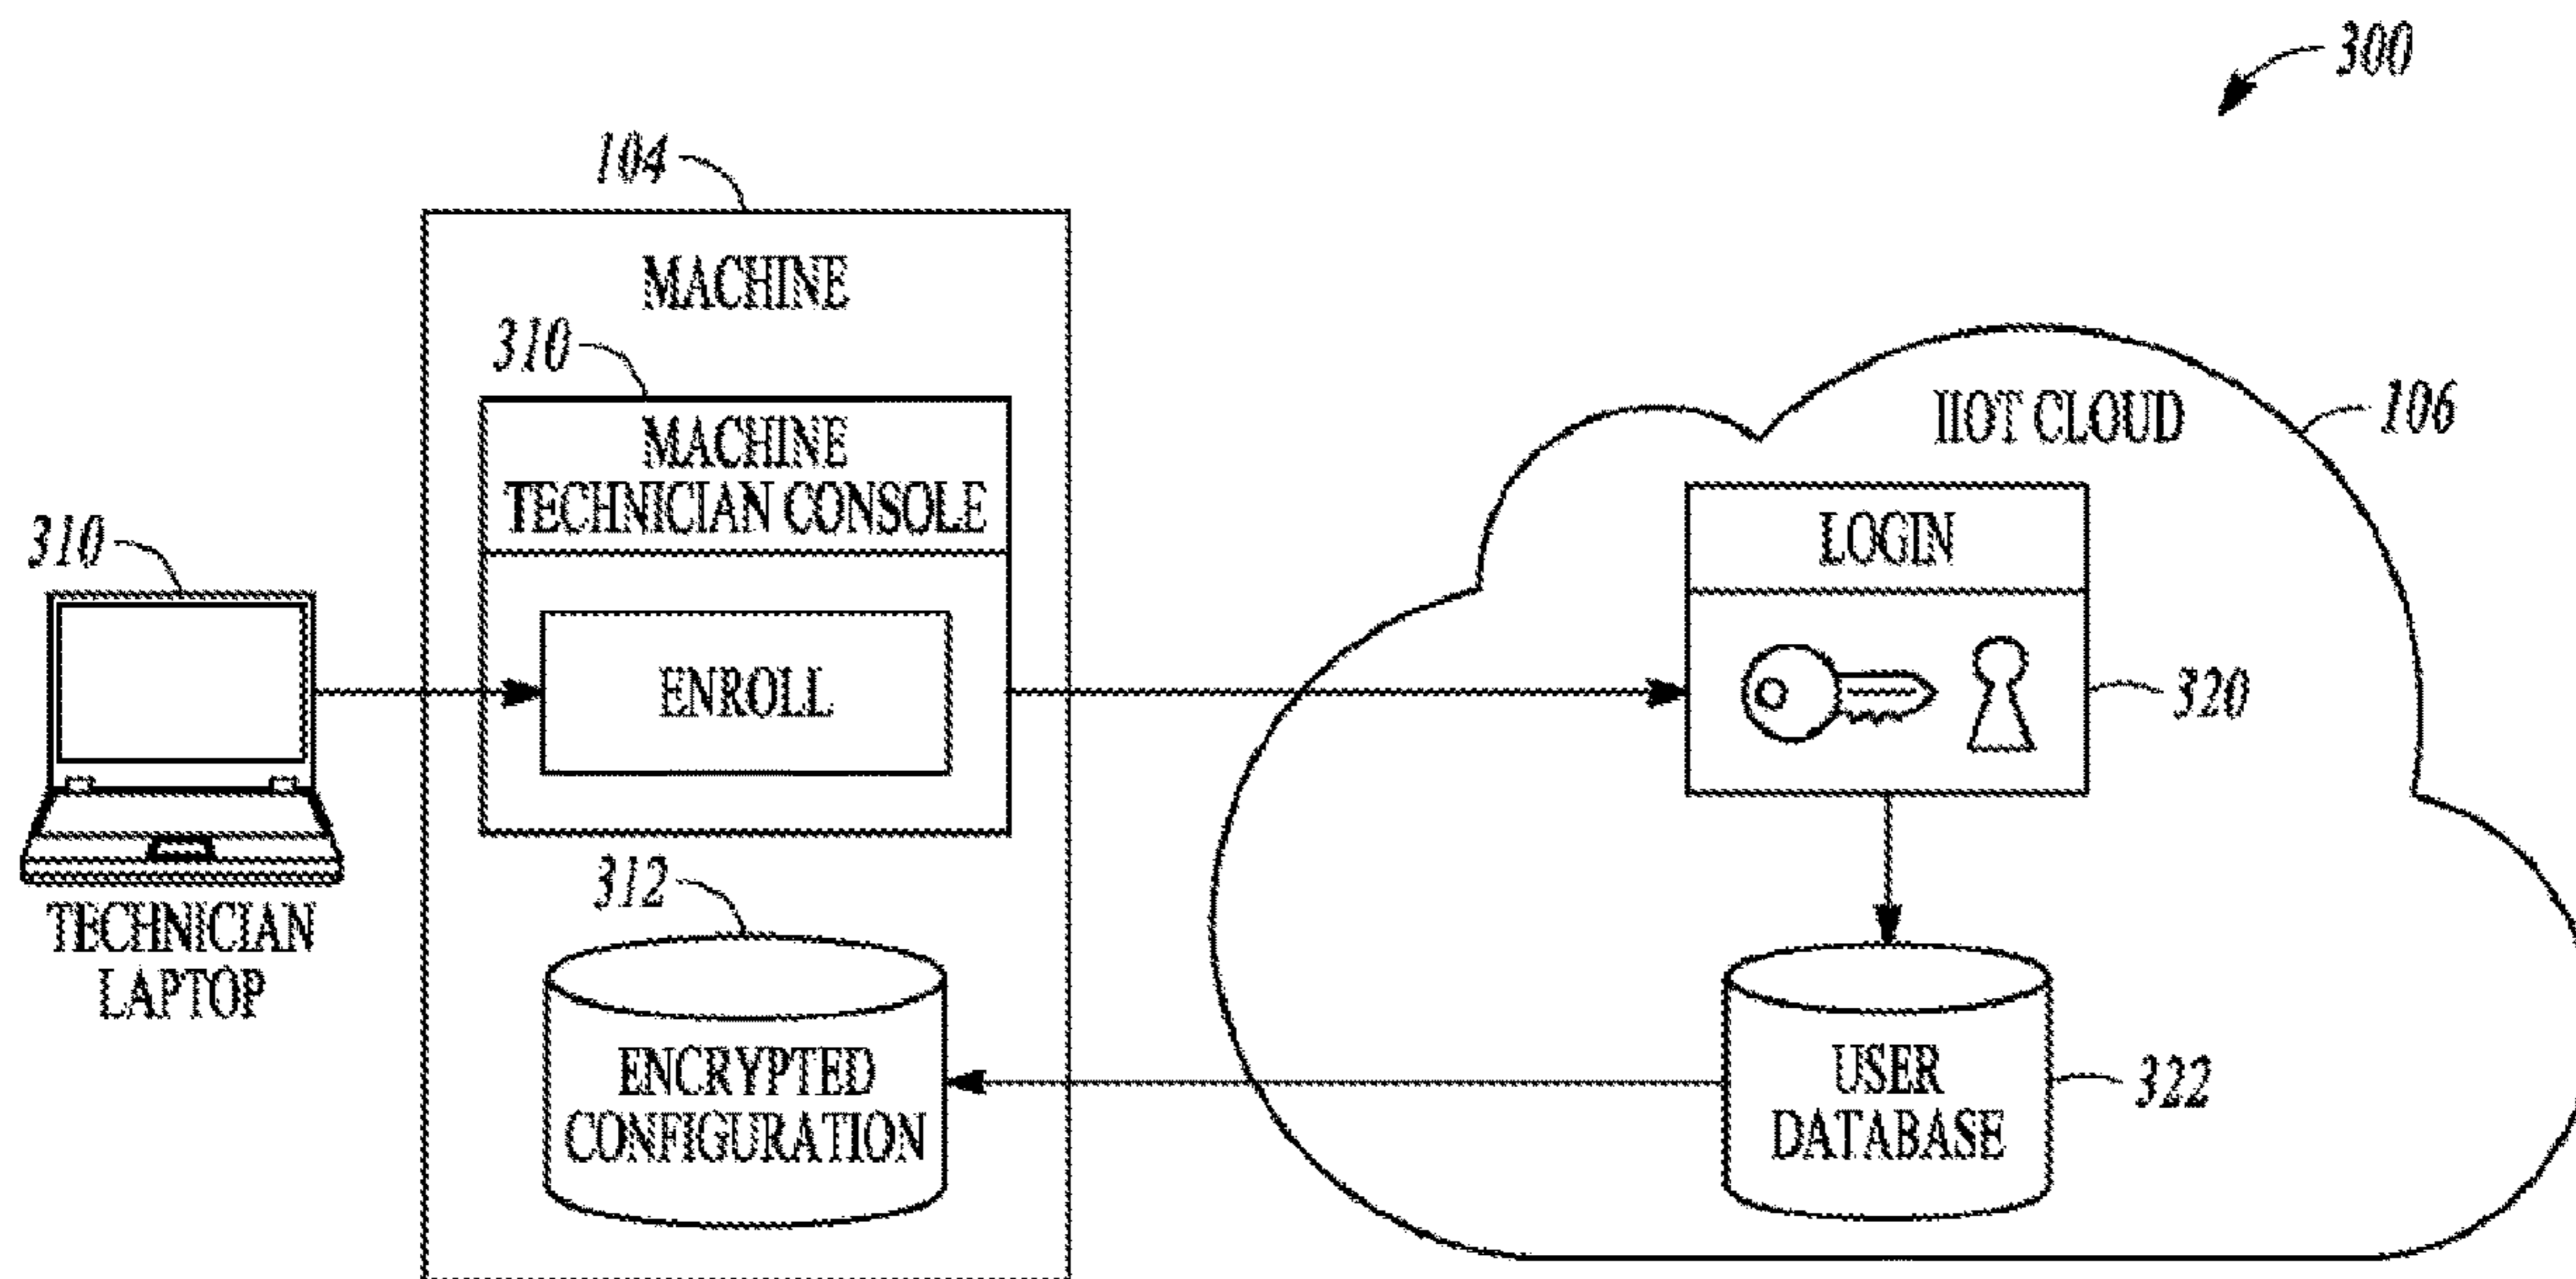 300
104
MACHINE
310
MACHINE
TECHNICIAN CONSOLE
ENROLL
310
TECHNICIAN
LAPTOP
312
ENCRYPTED
CONFIGURATION
IIOT CLOUD
106
LOGIN
320
USER
DATABASE
322